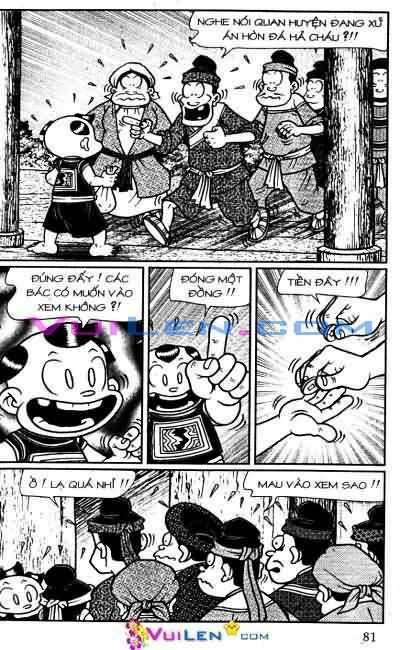 NGHE NÓI QUAN HUYỆN ĐANG XỬ
ÁN HÒN ĐÁ HẢ CHÁU ?!!
ĐÚNG ĐẤY ! CÁC
BÁC CÓ MUỐN VÀO
XEM KHÔNG ?!
ĐÓNG MỘT
ĐỒNG !!
TIỀN ĐÂY !!!
VUILEN.COM
Ồ ! LẠ QUÁ NHỈ !!
MAU VÀO XEM SAO !!
81
VUILEN.COM